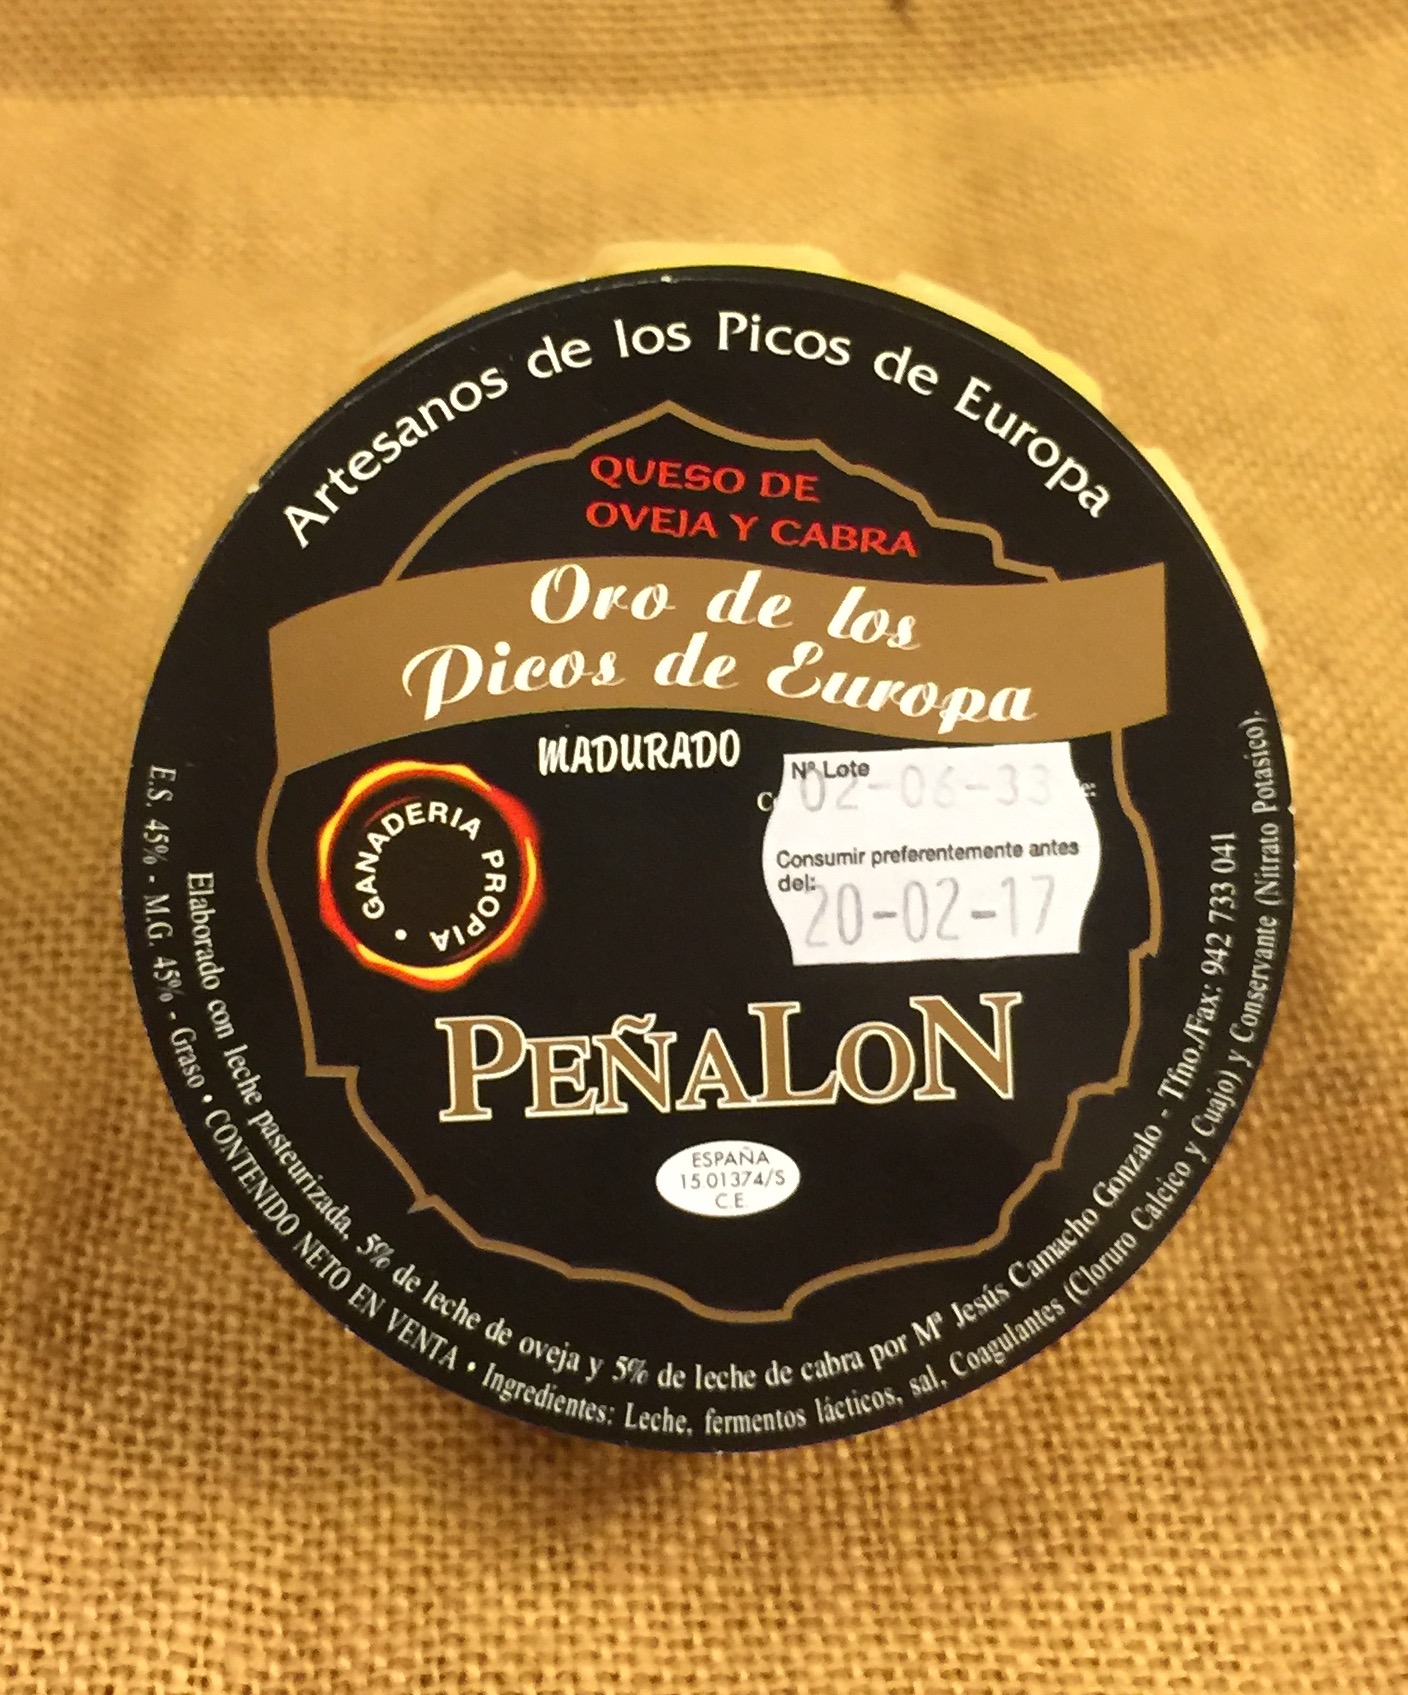 Artesanos de los Picos de Europa
QUESO DE
OVEJA Y CABRA
Oro de los
Picos de Europa
MADURADO
GANADERIA PROPIA •
Nº Lote
02-06-33
Consumir preferentemente antes
del:
20-02-17
PEÑALON
ESPAÑA
15 01374/S
C.E.
Elaborado con leche pasteurizada, 5% de leche de oveja y 5% de leche de cabra por Mª Jesús Camacho Gonzalo - Tfno./Fax: 942 733 041
E.S. 45% - M.G. 45% - Graso • CONTENIDO NETO EN VENTA • Ingredientes: Leche, fermentos lácticos, sal, Coagulantes (Cloruro Calcico y Cuajo) y Conservante (Nitrato Potasico).